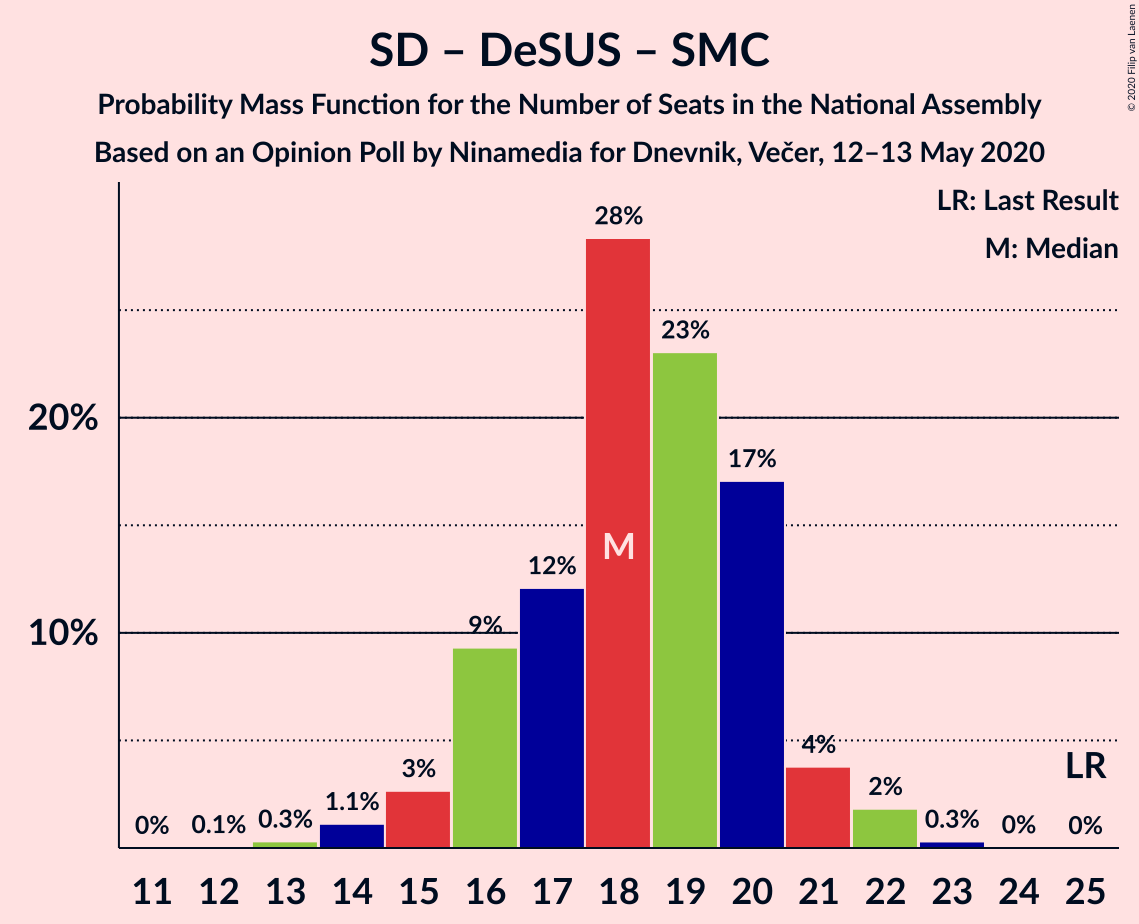 SD – DeSUS – SMC
Probability Mass Function for the Number of Seats in the National Assembly
Based on an Opinion Poll by Ninamedia for Dnevnik, Večer, 12–13 May 2020
© 2020 Filip van Laenen
LR: Last Result
M: Median
28%
23%
20%
17%
M
12%
10%
9%
4%
LR
3%
2%
1.1%
0%
0.1%
0.3%
0.3%
0%
0%
11 12 13 14 15 16 17 18 19 20 21 22 23 24 25